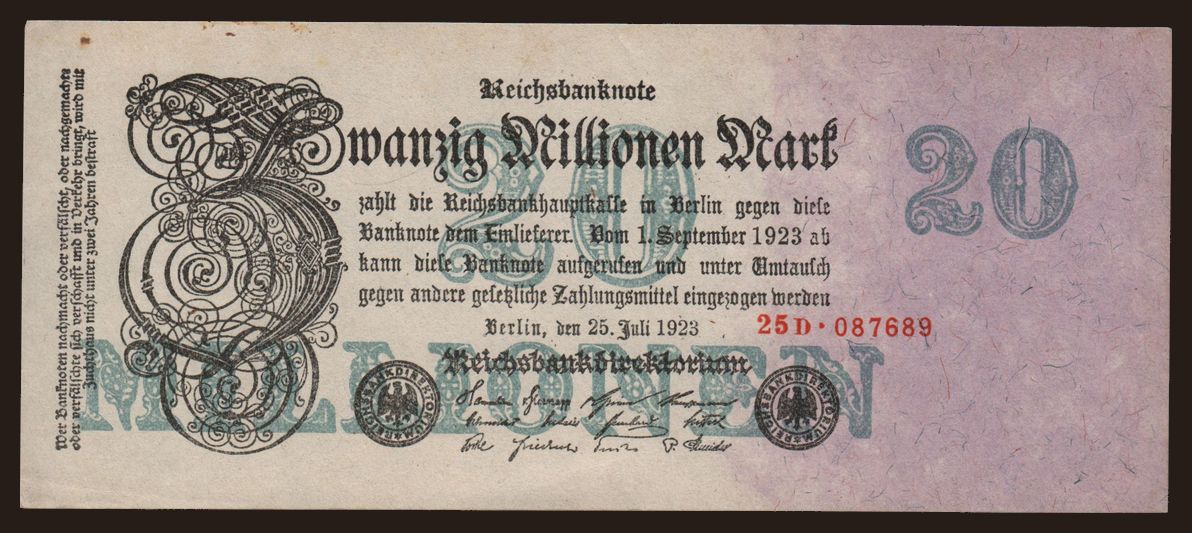 Wer Banknoten nachmacht oder verfälscht, oder nachgemachte
oder verfälschte sich verschafft und in Verkehr bringt, wird mit
Zuchthaus nicht unter zwei Jahren bestraft
Reichsbanknote
Zwanzig Millionen Mark
20
20
zahlt die Reichsbankhauptkasse in Berlin gegen diese
Banknote dem Einlieferer. Vom 1. September 1923 ab
kann diese Banknote aufgerufen und unter Umtausch
gegen andere gesetzliche Zahlungsmittel eingezogen werden
Berlin, den 25. Juli 1923
25D·087689
MILLIONEN
Reichsbankdirektorium
REICHSBANKDIREKTORIUM
REICHSBANKDIREKTORIUM